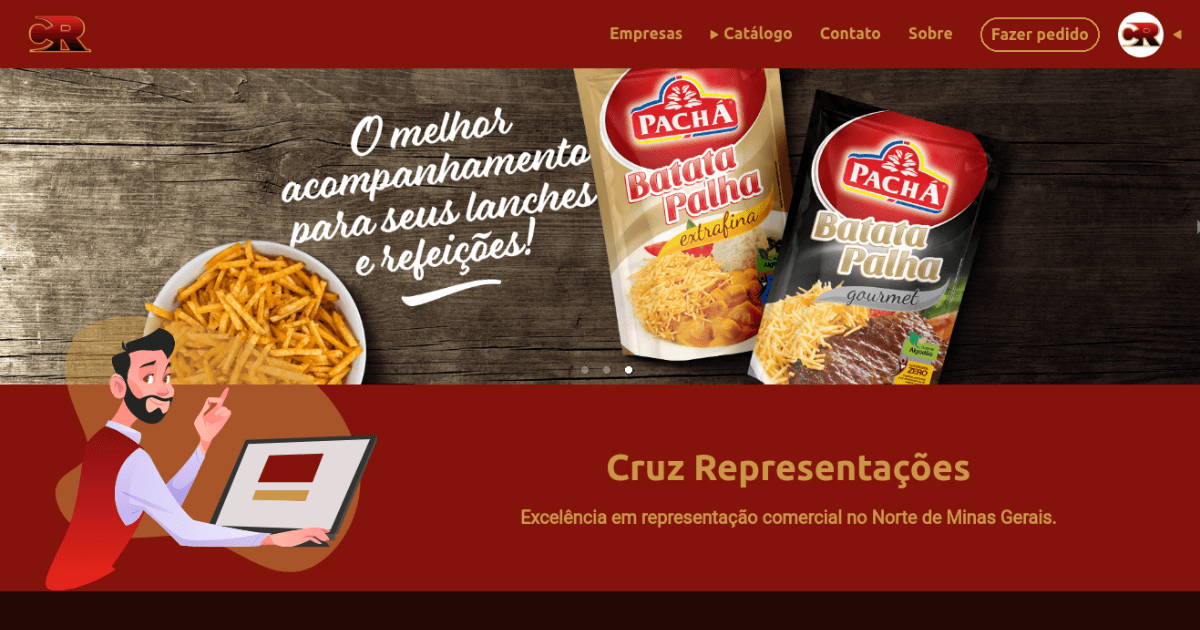 CR
Empresas
Catálogo
Contato
Sobre
Fazer pedido
CR
O melhor
acompanhamento
para seus lanches
e refeições!
PACHÁ
Batata
Palha
extrafina
PACHÁ
Batata
Palha
gourmet
Algodão
ZERO
Cruz Representações
Excelência em representação comercial no Norte de Minas Gerais.